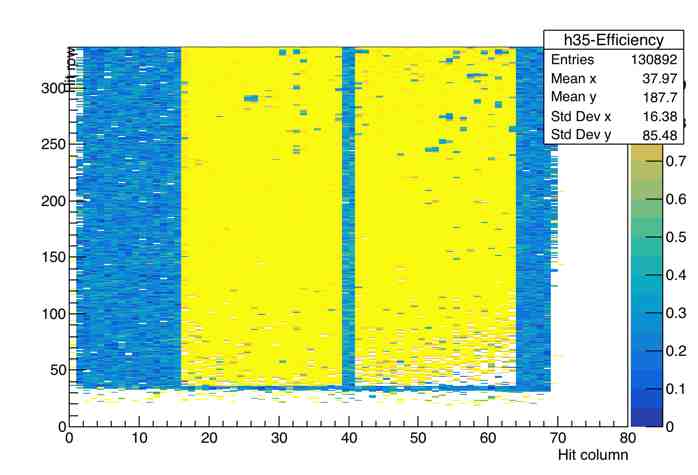 h35-Efficiency
Entries 130892
Mean x 37.97
Mean y 187.7
Std Dev x 16.38
Std Dev y 85.48
300
250
200
150
100
50
0
0 10 20 30 40 50 60 70 80
Hit column
0.7
0.6
0.5
0.4
0.3
0.2
0.1
0